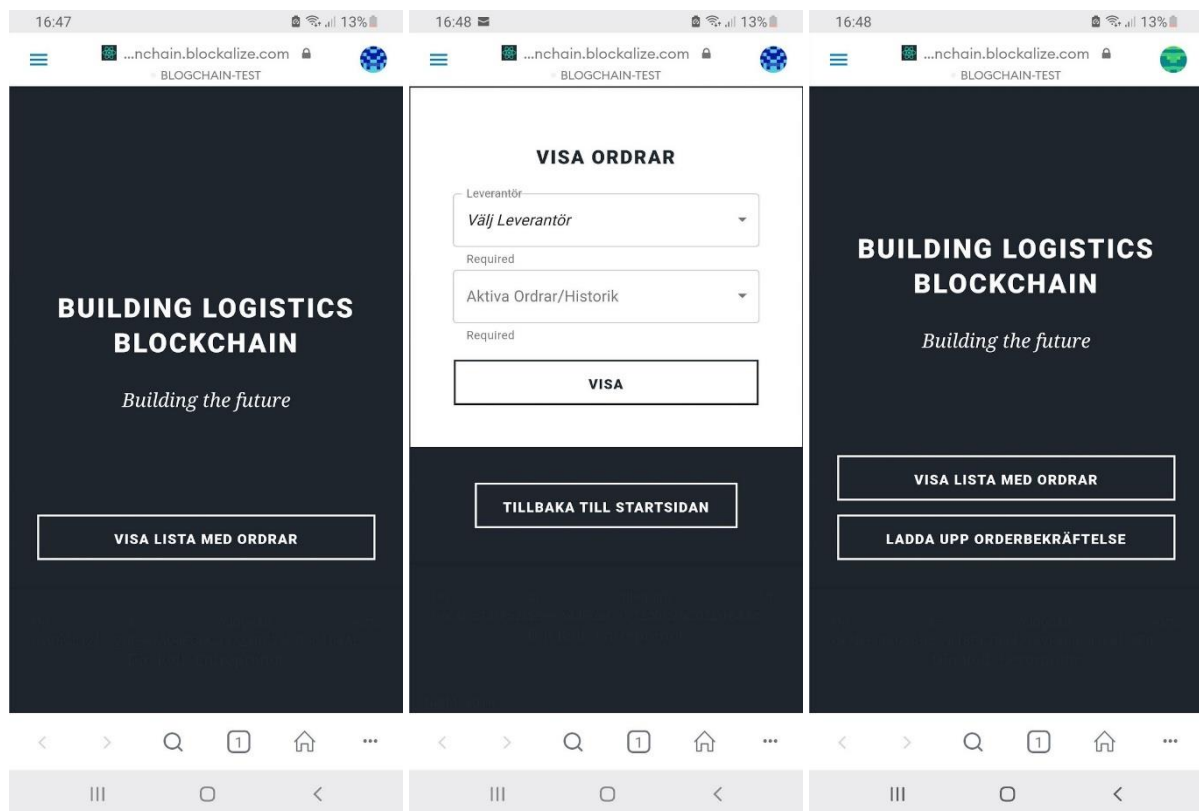 16:47
13%
...nchain.blockalize.com
BLOGCHAIN-TEST
BUILDING LOGISTICS
BLOCKCHAIN
Building the future
VISA LISTA MED ORDRAR
1
16:48
13%
...nchain.blockalize.com
BLOGCHAIN-TEST
VISA ORDRAR
Leverantör
Välj Leverantör
Required
Aktiva Ordrar/Historik
Required
VISA
TILLBAKA TILL STARTSIDAN
1
16:48
13%
...nchain.blockalize.com
BLOGCHAIN-TEST
BUILDING LOGISTICS
BLOCKCHAIN
Building the future
VISA LISTA MED ORDRAR
LADDA UPP ORDERBEKRÄFTELSE
1